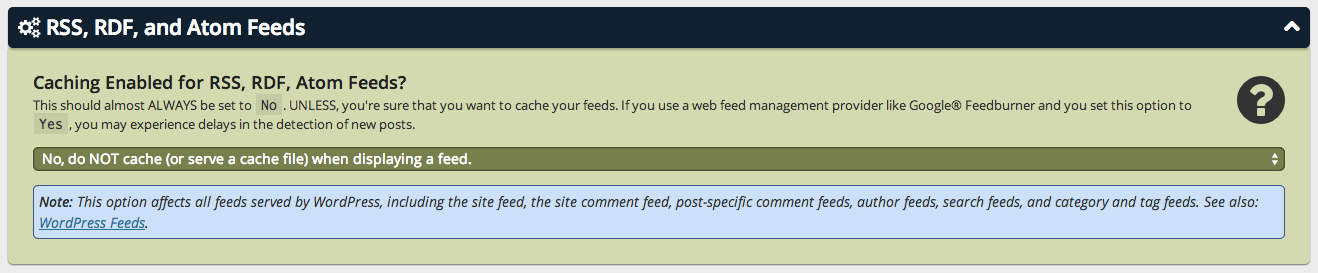 RSS, RDF, and Atom Feeds
Caching Enabled for RSS, RDF, Atom Feeds?
This should almost ALWAYS be set to No . UNLESS, you're sure that you want to cache your feeds. If you use a web feed management provider like Google® Feedburner and you set this option to
Yes , you may experience delays in the detection of new posts.
No, do NOT cache (or serve a cache file) when displaying a feed.
Note: This option affects all feeds served by WordPress, including the site feed, the site comment feed, post-specific comment feeds, author feeds, search feeds, and category and tag feeds. See also:
WordPress Feeds.